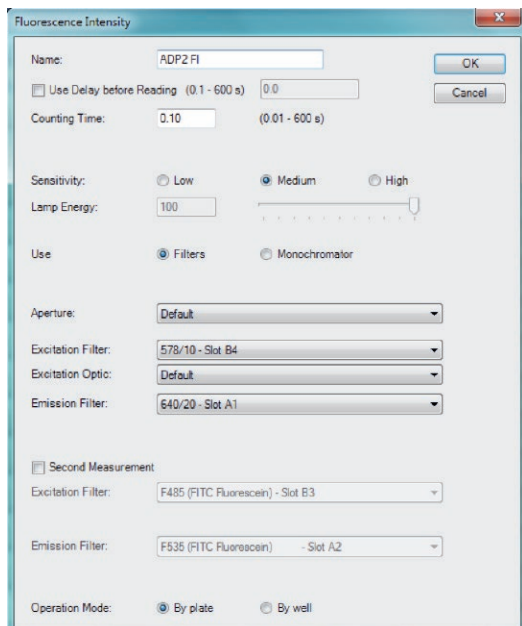 Fluorescence Intensity
Name: ADP2 FI OK
Use Delay before Reading (0.1 - 600 s) 0.0 Cancel
Counting Time: 0.10 (0.01 - 600 s)
Sensitivity: Low Medium High
Lamp Energy: 100
Use Filters Monochromator
Aperture: Default
Excitation Filter: 578/10 - Slot B4
Excitation Optic: Default
Emission Filter: 640/20 - Slot A1
Second Measurement
Excitation Filter: F485 (FITC Fluorescein) - Slot B3
Emission Filter: F535 (FITC Fluorescein) - Slot A2
Operation Mode: By plate By well